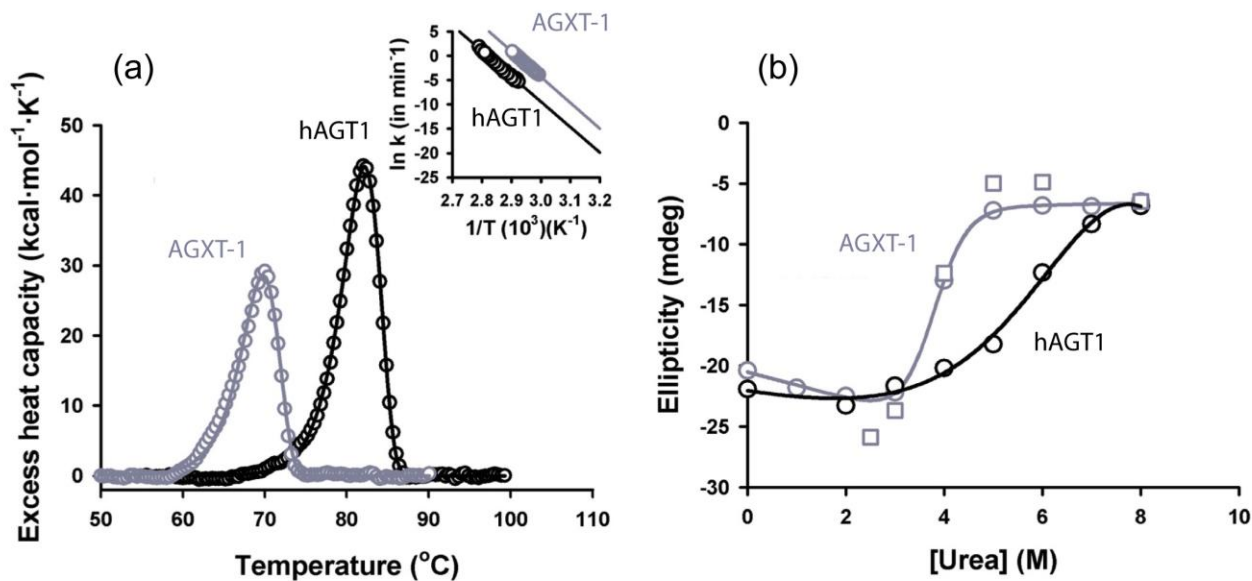 (a)
Excess heat capacity (kcal·mol⁻¹·K⁻¹)
50
40
30
20
10
0
50 60 70 80 90 100 110
Temperature (°C)
AGXT-1
hAGT1
AGXT-1
hAGT1
ln k (in min⁻¹)
5
0
-5
-10
-15
-20
-25
2.7 2.8 2.9 3.0 3.1 3.2
1/T (10³)(K⁻¹)
(b)
Ellipticity (mdeg)
0
-5
-10
-15
-20
-25
-30
0 2 4 6 8 10
[Urea] (M)
AGXT-1
hAGT1